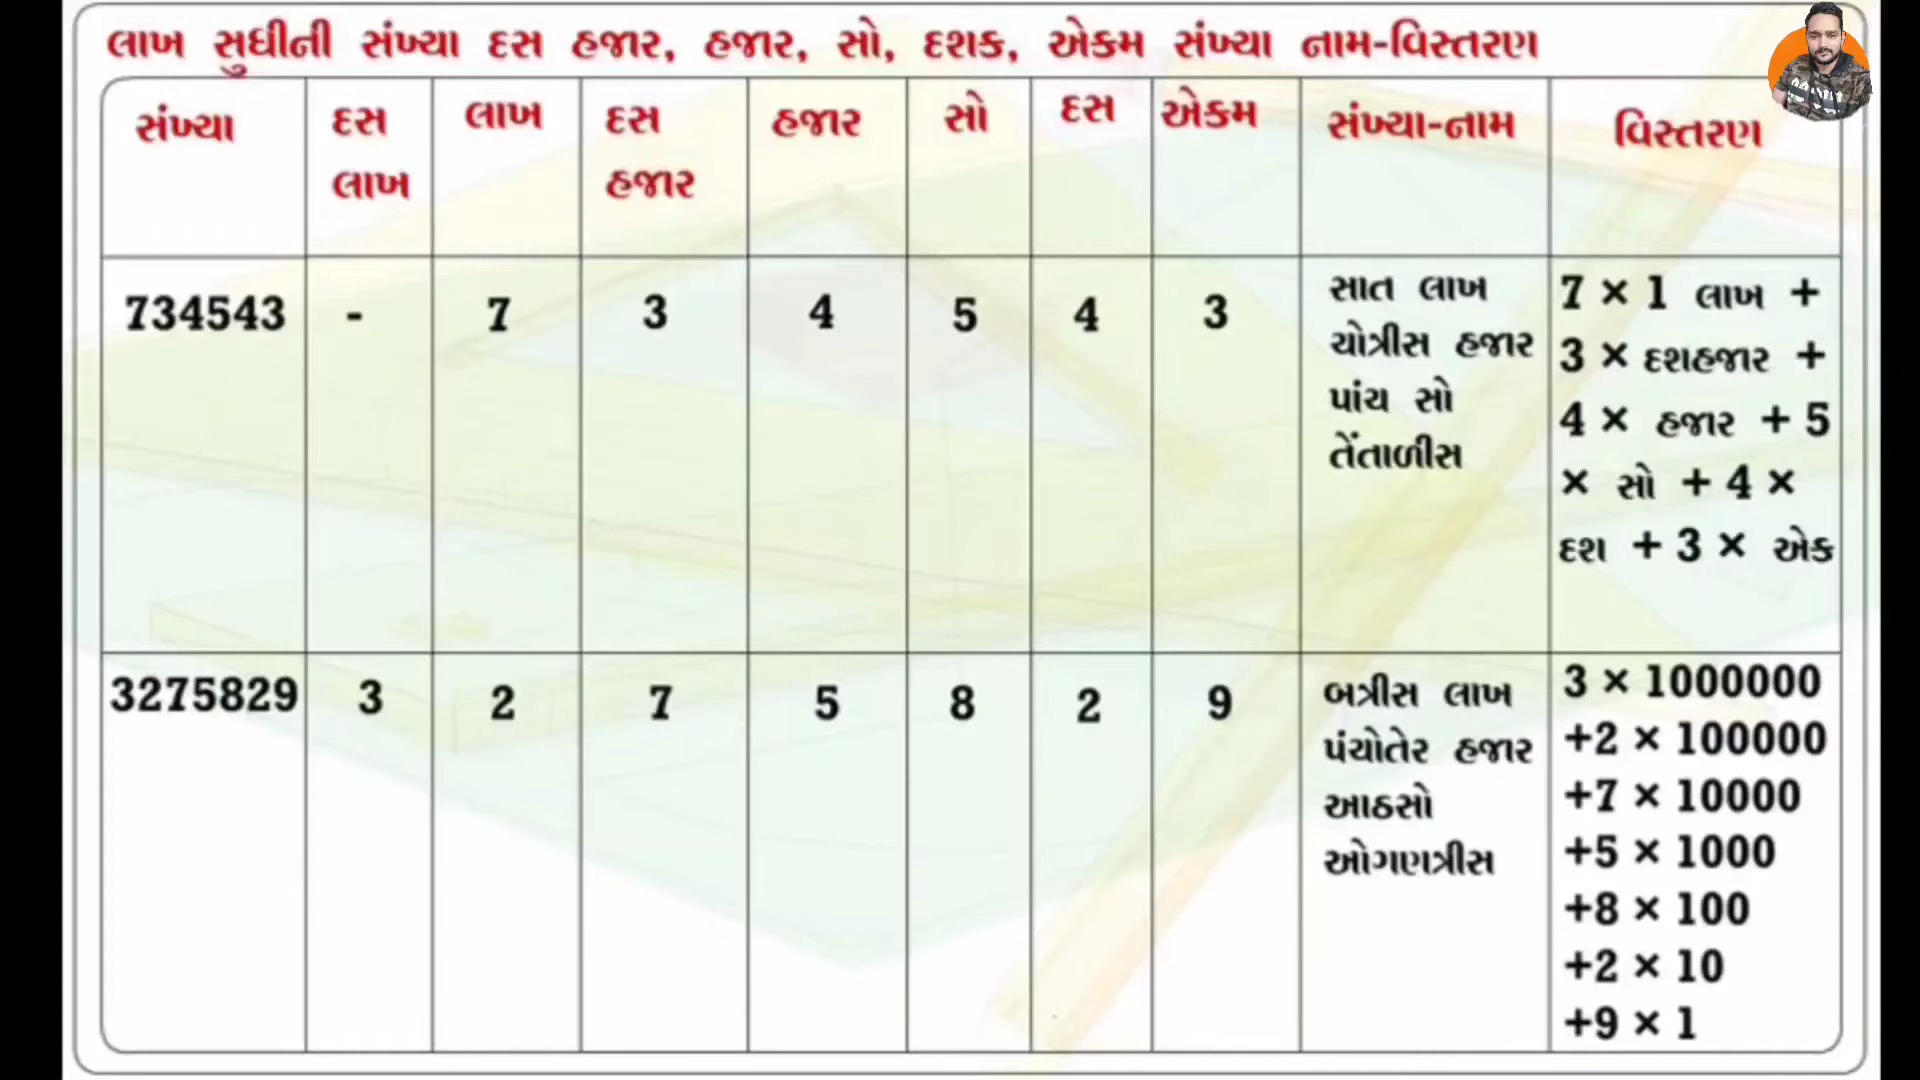 લાખ સુધીની સંખ્યા દસ હજાર, હજાર, સો, દશક, એકમ સંખ્યા નામ-વિસ્તરણ
સંખ્યા દસ લાખ લાખ દસ હજાર હજાર સો દસ એકમ સંખ્યા-નામ વિસ્તરણ
734543 - 7 3 4 5 4 3
સાત લાખ
ચોત્રીસ હજાર
પાંચ સો
તેંતાળીસ
7 × 1 લાખ +
3 × દશહજાર +
4 × હજાર + 5
× સો + 4 ×
દશ + 3 × એક
3275829 3 2 7 5 8 2 9
બત્રીસ લાખ
પંચોતેર હજાર
આઠસો
ઓગણત્રીસ
3 × 1000000
+2 × 100000
+7 × 10000
+5 × 1000
+8 × 100
+2 × 10
+9 × 1